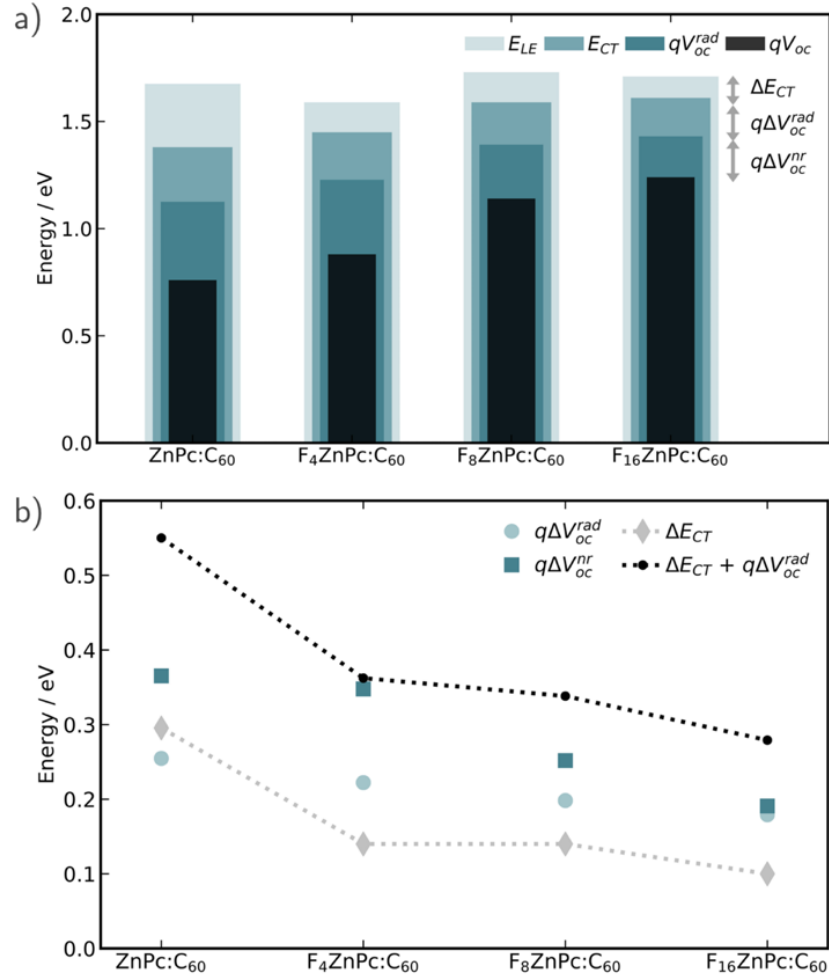 a)
E_LE E_CT qV_oc^rad qV_oc
2.0
ΔE_CT
1.5
qΔV_oc^rad
qΔV_oc^nr
1.0
Energy / eV
0.5
0.0
ZnPc:C₆₀ F₄ZnPc:C₆₀ F₈ZnPc:C₆₀ F₁₆ZnPc:C₆₀
b)
0.6
qΔV_oc^rad ΔE_CT
qΔV_oc^nr ΔE_CT + qΔV_oc^rad
0.5
0.4
0.3
Energy / eV
0.2
0.1
0.0
ZnPc:C₆₀ F₄ZnPc:C₆₀ F₈ZnPc:C₆₀ F₁₆ZnPc:C₆₀